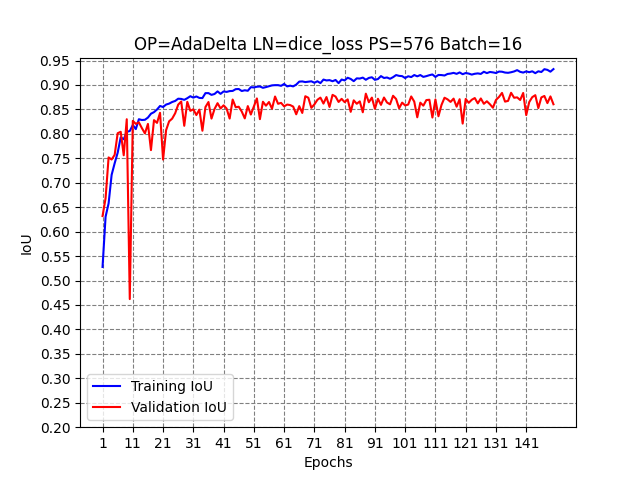 OP=AdaDelta LN=dice_loss PS=576 Batch=16
0.95
0.90
0.85
0.80
0.75
0.70
0.65
0.60
0.55
0.50
0.45
0.40
0.35
0.30
0.25
0.20
IoU
Training IoU
Validation IoU
1 11 21 31 41 51 61 71 81 91 101 111 121 131 141
Epochs